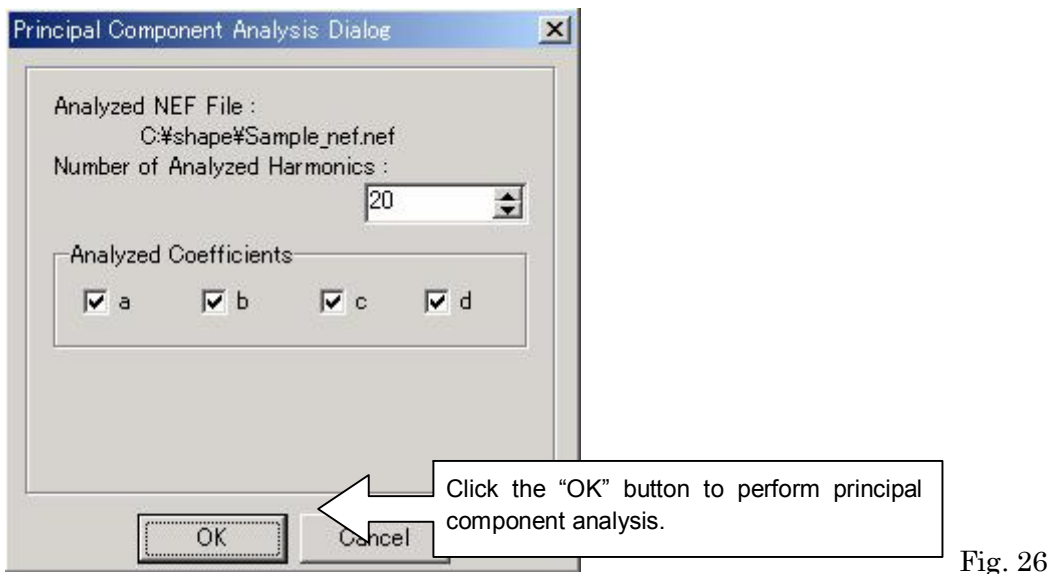 Principal Component Analysis Dialog
Analyzed NEF File :
C:¥shape¥Sample_nef.nef
Number of Analyzed Harmonics :
20
Analyzed Coefficients
a b c d
Click the “OK” button to perform principal
component analysis.
OK Cancel
Fig. 26